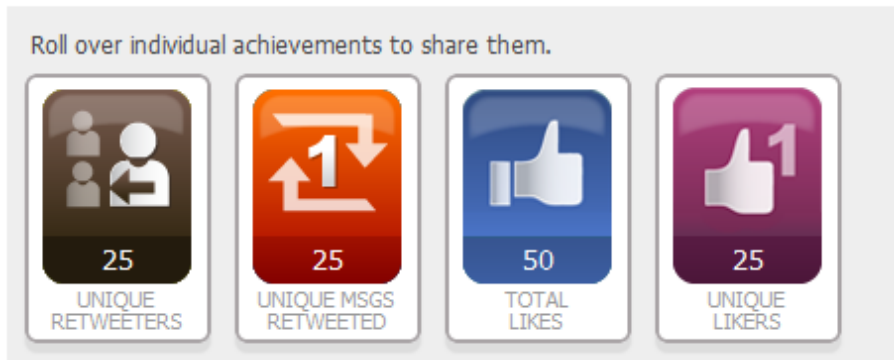 Roll over individual achievements to share them.
1
1
25
25
50
25
UNIQUE
RETWEETERS
UNIQUE MSGS
RETWEETED
TOTAL
LIKES
UNIQUE
LIKERS